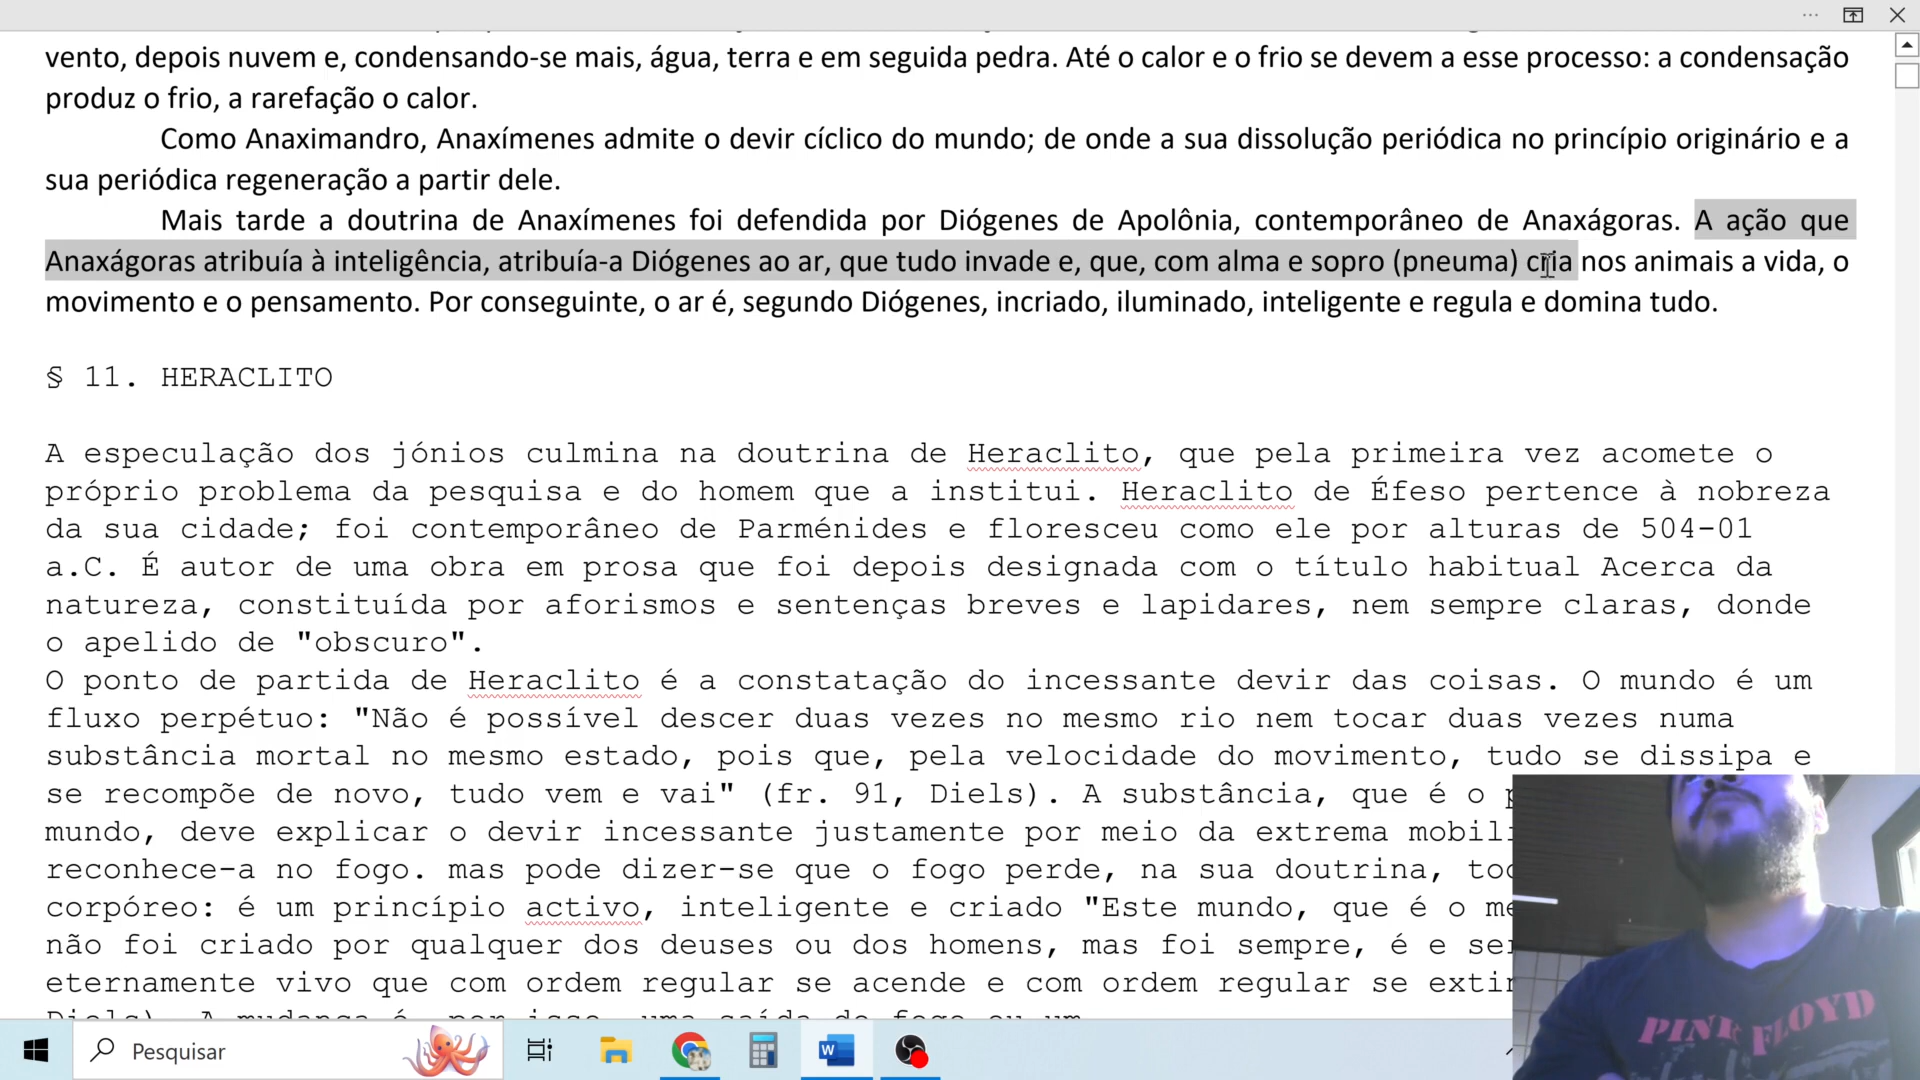 vento, depois nuvem e, condensando-se mais, água, terra e em seguida pedra. Até o calor e o frio se devem a esse processo: a condensação
produz o frio, a rarefação o calor.
Como Anaximandro, Anaxímenes admite o devir cíclico do mundo; de onde a sua dissolução periódica no princípio originário e a
sua periódica regeneração a partir dele.
Mais tarde a doutrina de Anaxímenes foi defendida por Diógenes de Apolônia, contemporâneo de Anaxágoras. A ação que
Anaxágoras atribuía à inteligência, atribuía-a Diógenes ao ar, que tudo invade e, que, com alma e sopro (pneuma) cria nos animais a vida, o
movimento e o pensamento. Por conseguinte, o ar é, segundo Diógenes, incriado, iluminado, inteligente e regula e domina tudo.
§ 11. HERACLITO
A especulação dos jónios culmina na doutrina de Heraclito, que pela primeira vez acomete o
próprio problema da pesquisa e do homem que a institui. Heraclito de Éfeso pertence à nobreza
da sua cidade; foi contemporâneo de Parménides e floresceu como ele por alturas de 504-01
a.C. É autor de uma obra em prosa que foi depois designada com o título habitual Acerca da
natureza, constituída por aforismos e sentenças breves e lapidares, nem sempre claras, donde
o apelido de "obscuro".
O ponto de partida de Heraclito é a constatação do incessante devir das coisas. O mundo é um
fluxo perpétuo: "Não é possível descer duas vezes no mesmo rio nem tocar duas vezes numa
substância mortal no mesmo estado, pois que, pela velocidade do movimento, tudo se dissipa e
se recompõe de novo, tudo vem e vai" (fr. 91, Diels). A substância, que é o
mundo, deve explicar o devir incessante justamente por meio da extrema
reconhece-a no fogo. mas pode dizer-se que o fogo perde, na sua doutrina,
corpóreo: é um princípio activo, inteligente e criado "Este mundo, que é o
não foi criado por qualquer dos deuses ou dos homens, mas foi sempre, é e
eternamente vivo que com ordem regular se acende e com ordem regular se
Diels). A mudança é, por isso, uma saída do fogo ou um
Pesquisar
PINK FLOYD